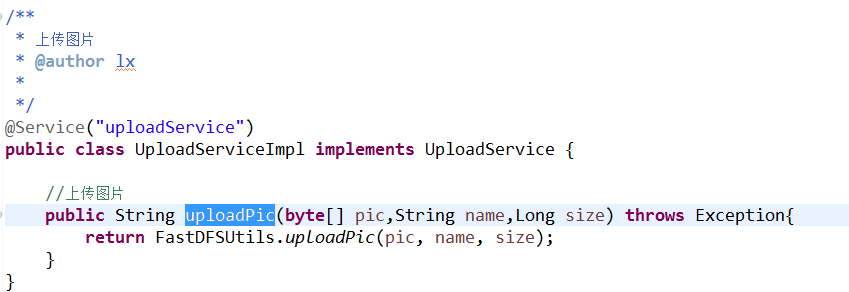 /**
 * 上传图片
 * @author lx
 *
 */
@Service("uploadService")
public class UploadServiceImpl implements UploadService {
//上传图片
public String uploadPic(byte[] pic,String name,Long size) throws Exception{
return FastDFSUtils.uploadPic(pic, name, size);
}
}